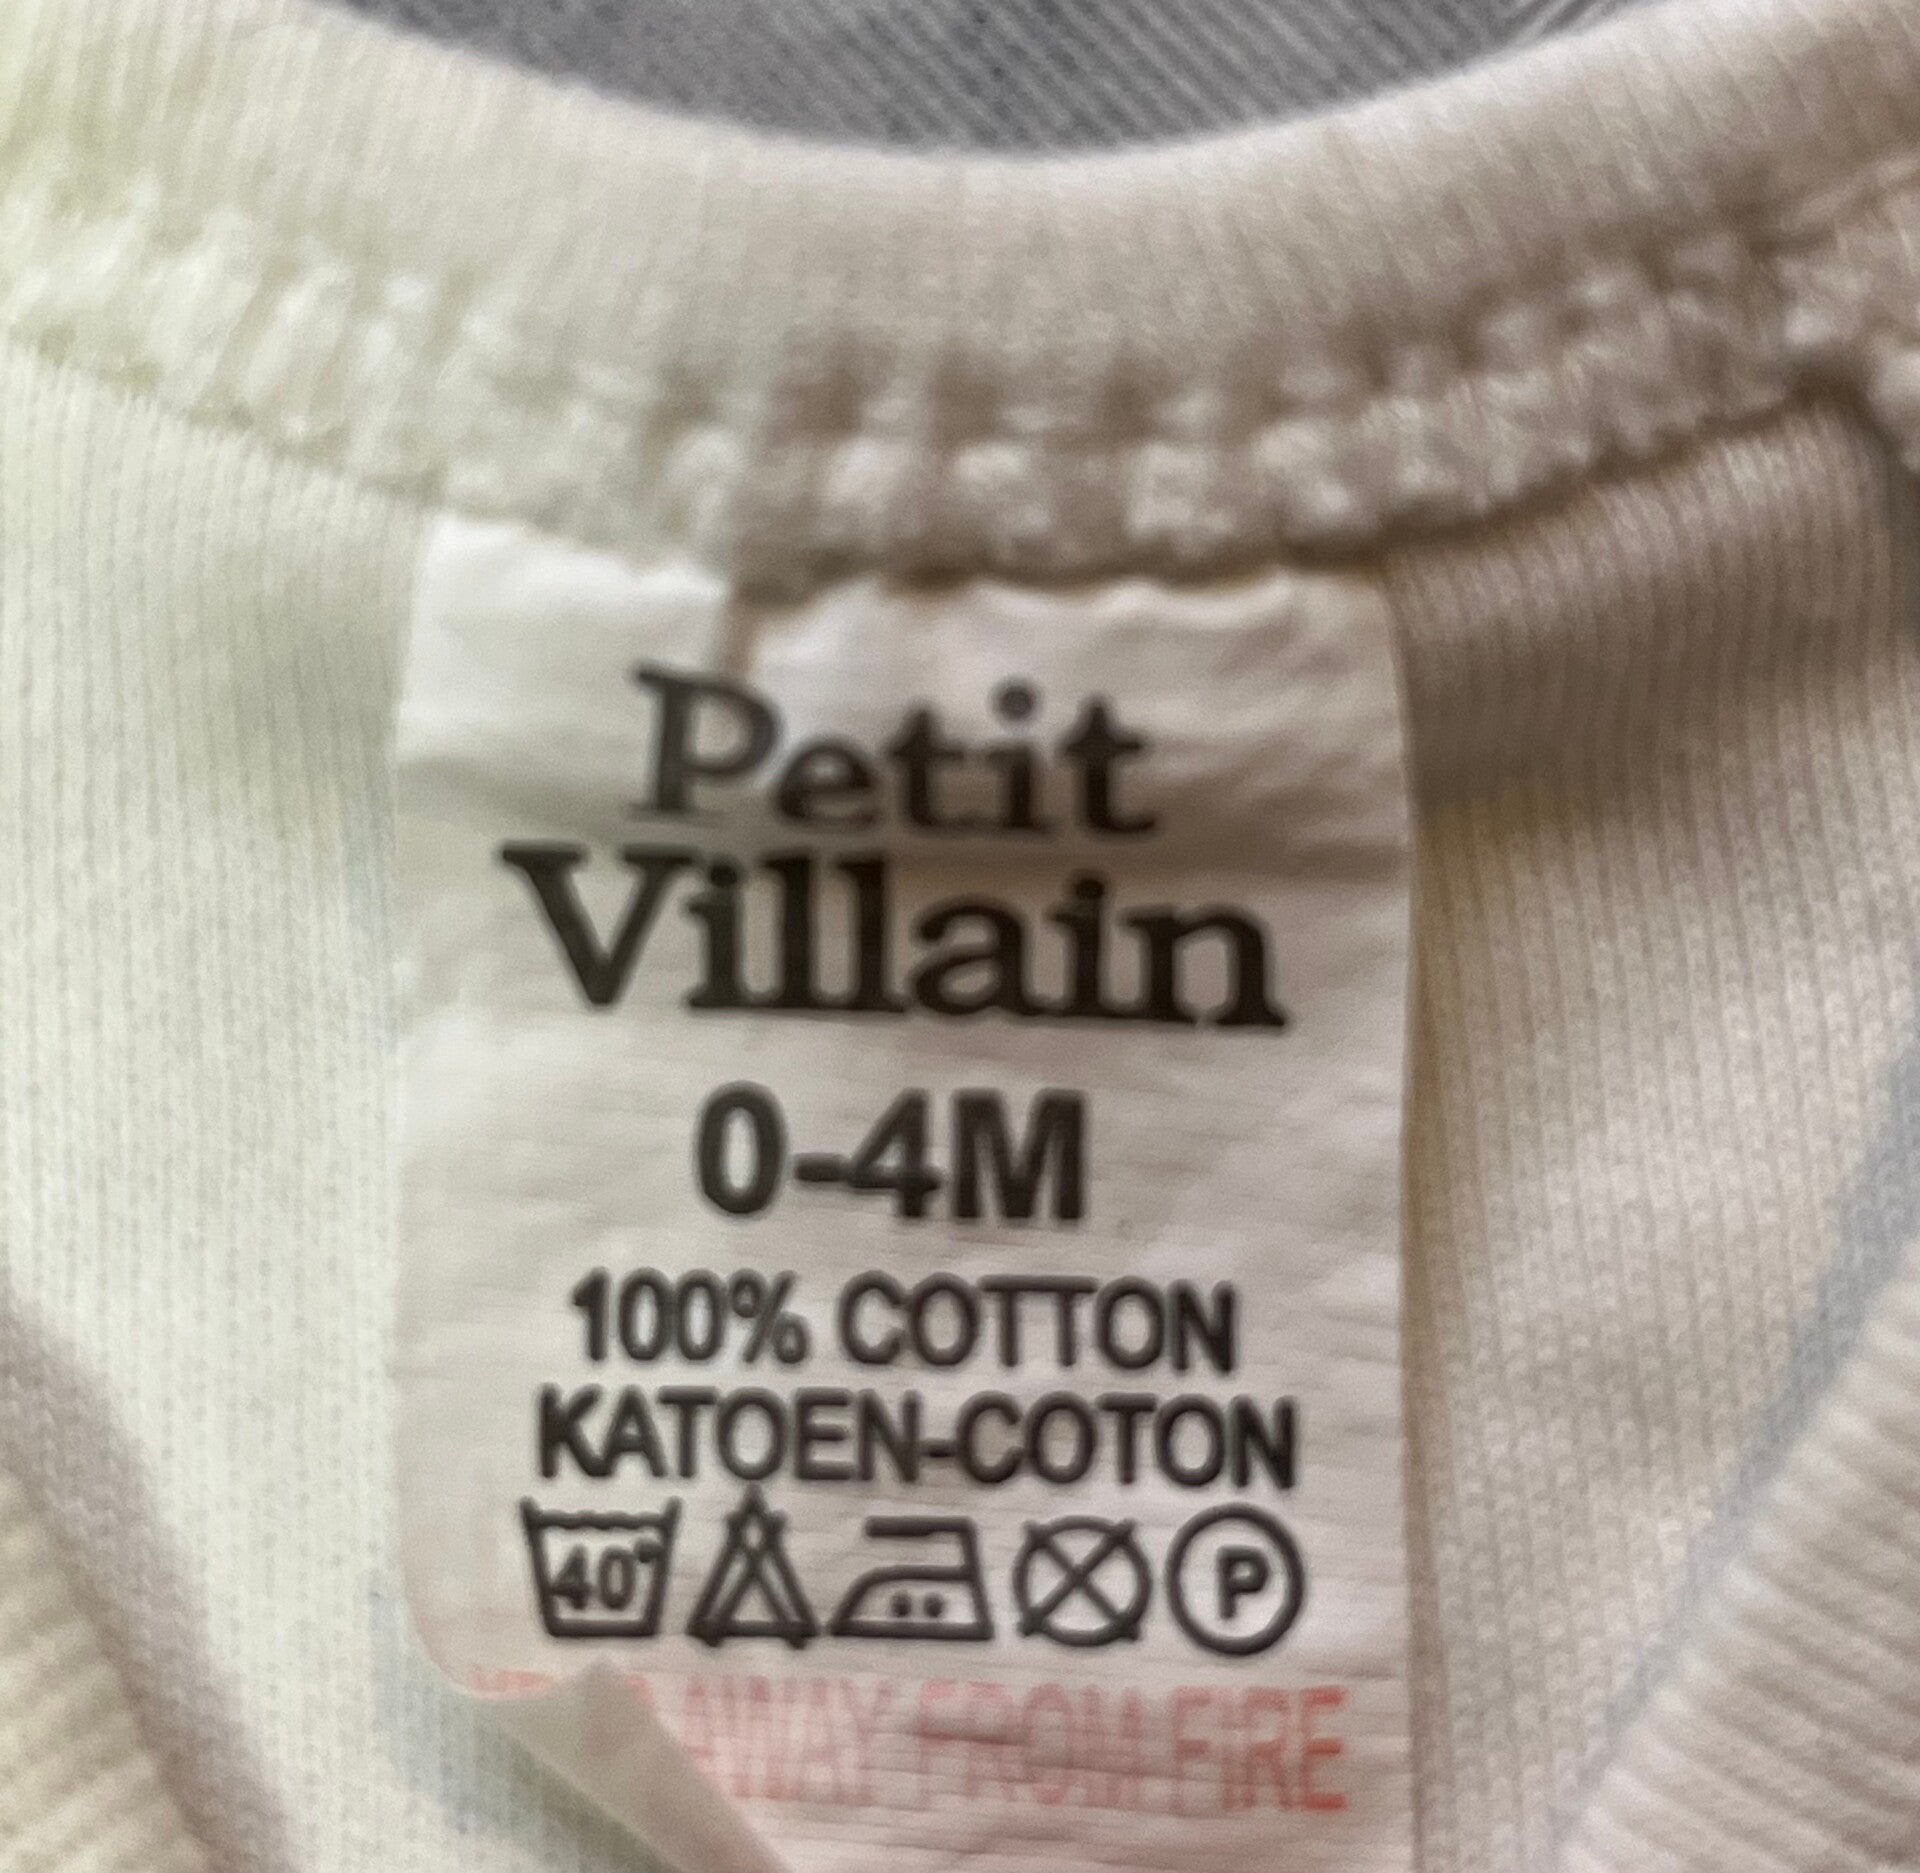 Petit
Villain
0-4M
100% COTTON
KATOEN-COTON
40°
P
AWAY FROM FIRE